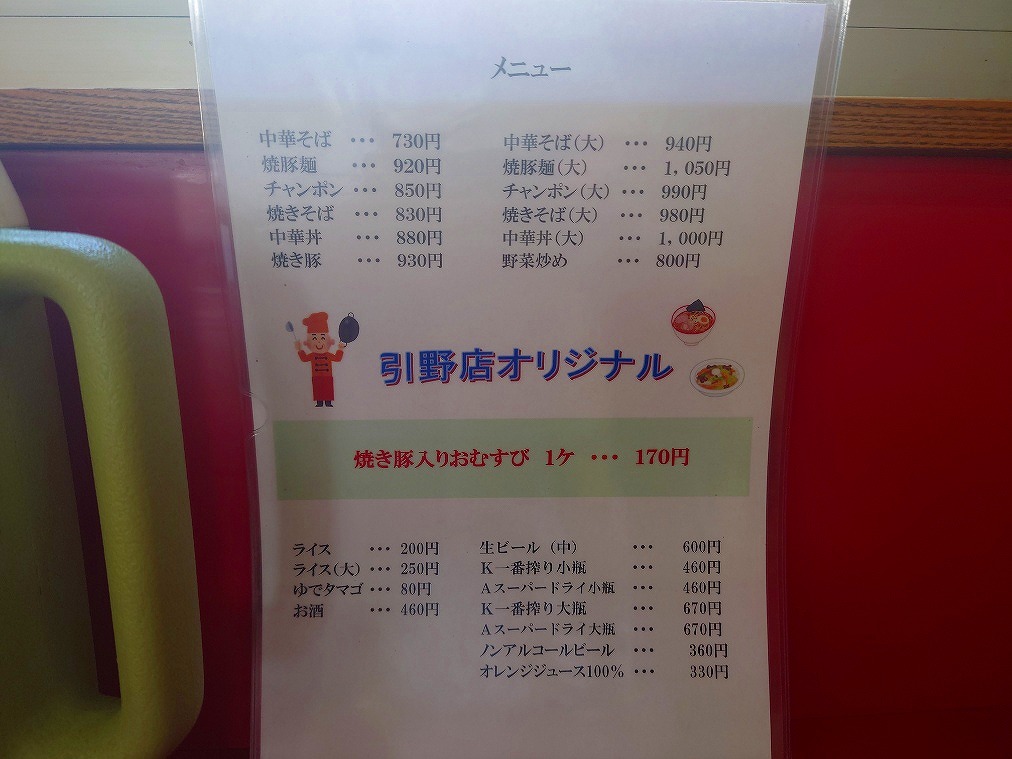 メニュー
中華そば ・・・ 730円 中華そば(大) ・・・ 940円
焼豚麺 ・・・ 920円 焼豚麺(大) ・・・ 1,050円
チャンポン ・・・ 850円 チャンポン(大) ・・・ 990円
焼きそば ・・・ 830円 焼きそば(大) ・・・ 980円
中華丼 ・・・ 880円 中華丼(大) ・・・ 1,000円
焼き豚 ・・・ 930円 野菜炒め ・・・ 800円
引野店オリジナル
焼き豚入りおむすび 1ケ ・・・ 170円
ライス ・・・ 200円 生ビール (中) ・・・ 600円
ライス(大) ・・・ 250円 K一番搾り小瓶 ・・・ 460円
ゆでタマゴ ・・・ 80円 Aスーパードライ小瓶 ・・・ 460円
お酒 ・・・ 460円 K一番搾り大瓶 ・・・ 670円
Aスーパードライ大瓶 ・・・ 670円
ノンアルコールビール ・・・ 360円
オレンジジュース100% ・・・ 330円